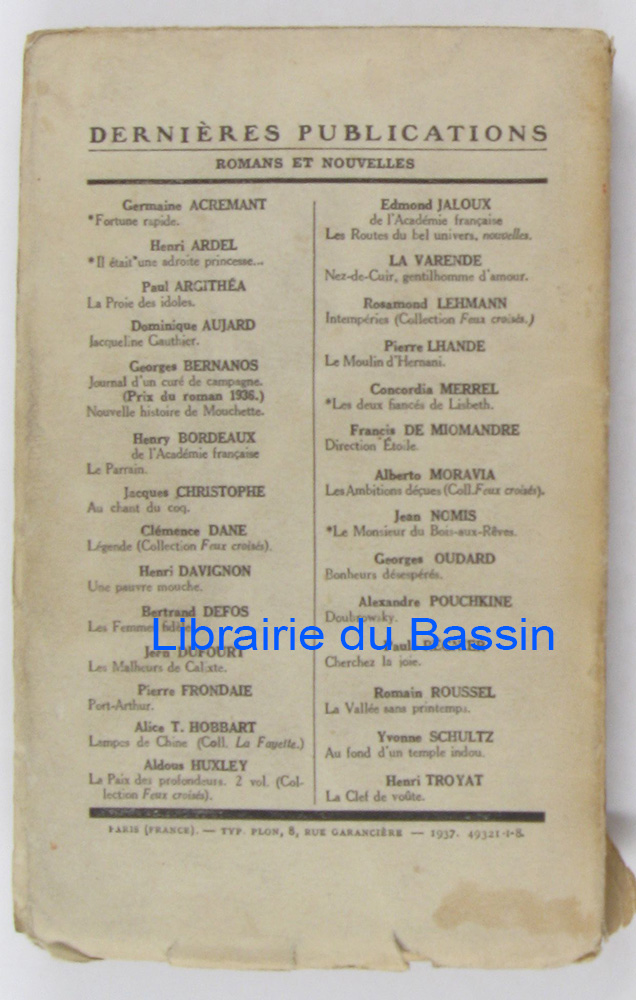 DERNIÈRES PUBLICATIONS
ROMANS ET NOUVELLES
Germaine ACREMANT
*Fortune rapide.
Henri ARDEL
*Il était une adroite princesse...
Paul ARGITHÉA
La Proie des idoles.
Dominique AUJARD
Jacqueline Gauthier.
Georges BERNANOS
Journal d'un curé de campagne.
(Prix du roman 1936.)
Nouvelle histoire de Mouchette.
Henry BORDEAUX
de l'Académie française
Le Parrain.
Jacques CHRISTOPHE
Au chant du coq.
Clémence DANE
Légende (Collection Feux croisés).
Henri DAVIGNON
Une pauvre mouche.
Bertrand DEFOS
Les Femmes
Jean DUFOURT
Les Malheurs de Calixte.
Pierre FRONDAIE
Port-Arthur.
Alice T. HOBBART
Lampes de Chine (Coll. La Fayette.)
Aldous HUXLEY
La Paix des profondeurs. 2 vol. (Col-
lection Feux croisés).
Edmond JALOUX
de l'Académie française
Les Routes du bel univers, nouvelles.
LA VARENDE
Nez-de-Cuir, gentilhomme d'amour.
Rosamond LEHMANN
Intempéries (Collection Feux croisés.)
Pierre LHANDE
Le Moulin d'Hernani.
Concordia MERREL
*Les deux fiancés de Lisbeth.
Francis DE MIOMANDRE
Direction Étoile.
Alberto MORAVIA
Les Ambitions déçues (Coll. Feux croisés).
Jean NOMIS
*Le Monsieur du Bois-aux-Rêves.
Georges OUDARD
Bonheurs désespérés.
Alexandre POUCHKINE
Doubrowsky.
Librairie du Bassin
Cherchez la joie.
Romain ROUSSEL
La Vallée sans printemps.
Yvonne SCHULTZ
Au fond d'un temple indou.
Henri TROYAT
La Clef de voûte.
PARIS (FRANCE). — TYP. PLON, 8, RUE GARANCIÈRE — 1937. 49321-I-8.